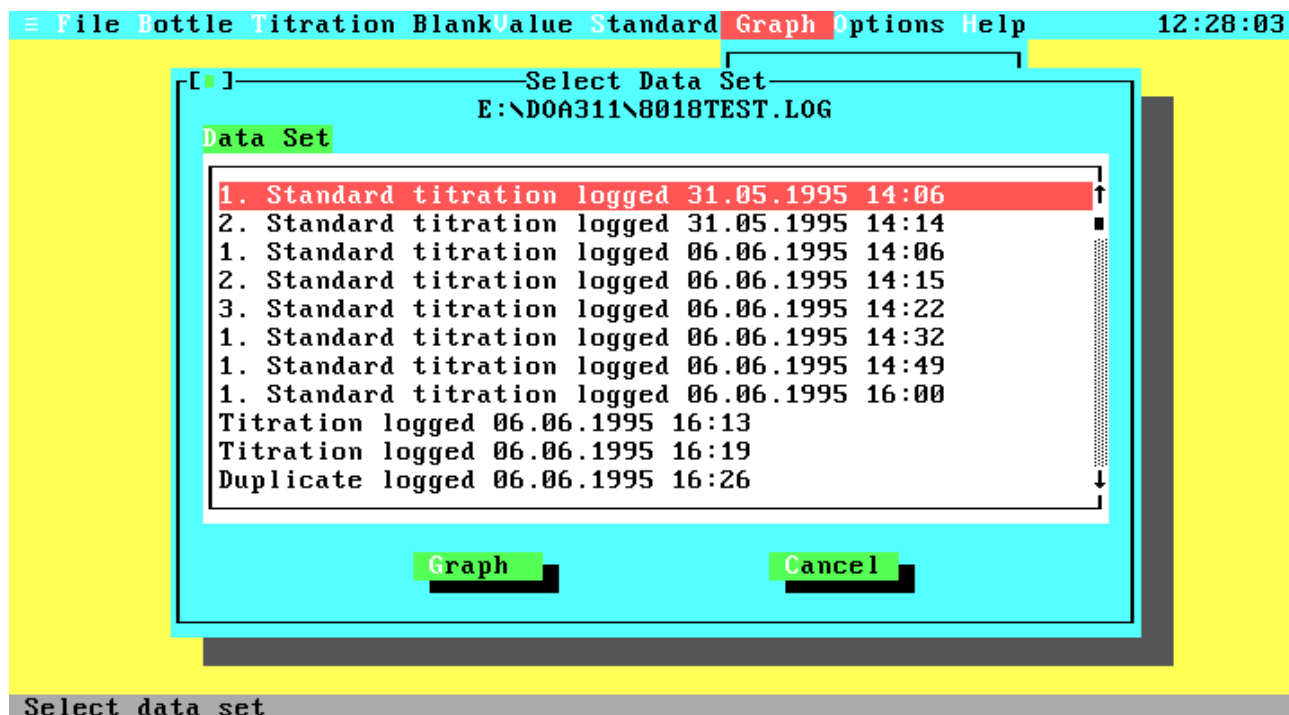 ≡ File Bottle Titration BlankValue Standard Graph Options Help 12:28:03
Select Data Set
E:\DOA311\8018TEST.LOG
Data Set
1. Standard titration logged 31.05.1995 14:06
2. Standard titration logged 31.05.1995 14:14
1. Standard titration logged 06.06.1995 14:06
2. Standard titration logged 06.06.1995 14:15
3. Standard titration logged 06.06.1995 14:22
1. Standard titration logged 06.06.1995 14:32
1. Standard titration logged 06.06.1995 14:49
1. Standard titration logged 06.06.1995 16:00
Titration logged 06.06.1995 16:13
Titration logged 06.06.1995 16:19
Duplicate logged 06.06.1995 16:26
Graph Cancel
Select data set